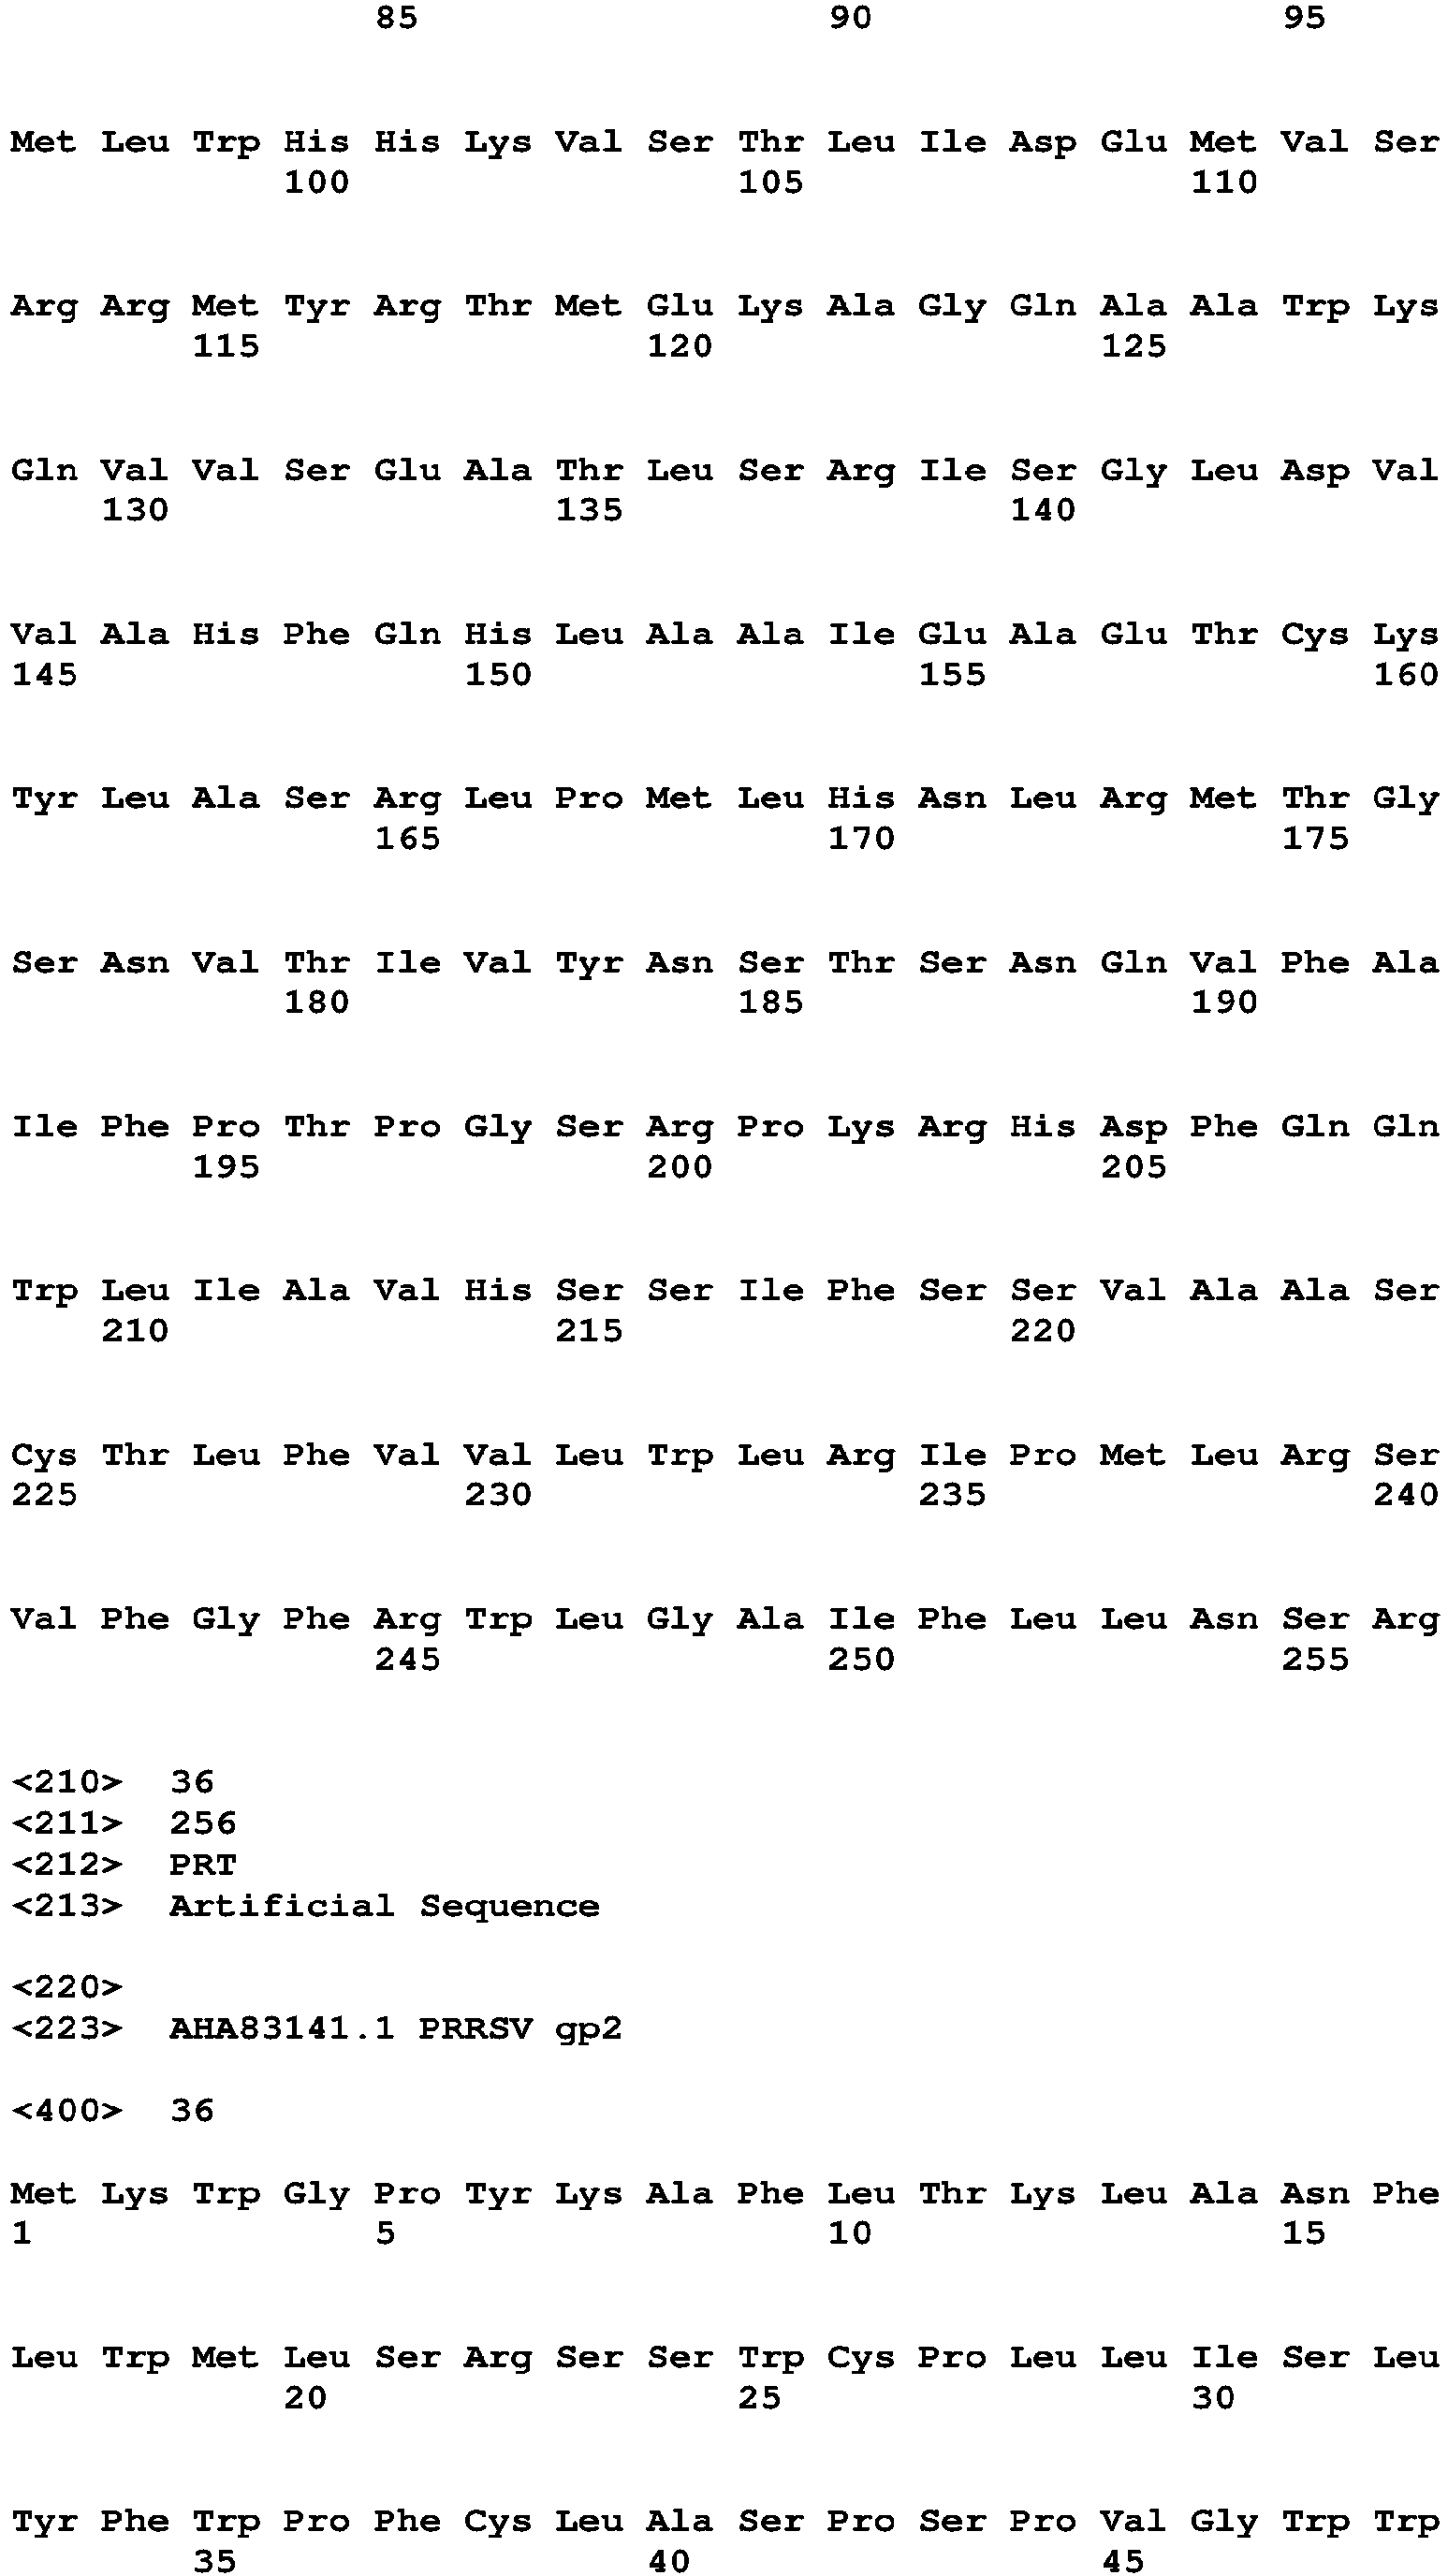 85 90 95
Met Leu Trp His His Lys Val Ser Thr Leu Ile Asp Glu Met Val Ser
100 105 110
Arg Arg Met Tyr Arg Thr Met Glu Lys Ala Gly Gln Ala Ala Trp Lys
115 120 125
Gln Val Val Ser Glu Ala Thr Leu Ser Arg Ile Ser Gly Leu Asp Val
130 135 140
Val Ala His Phe Gln His Leu Ala Ala Ile Glu Ala Glu Thr Cys Lys
145 150 155 160
Tyr Leu Ala Ser Arg Leu Pro Met Leu His Asn Leu Arg Met Thr Gly
165 170 175
Ser Asn Val Thr Ile Val Tyr Asn Ser Thr Ser Asn Gln Val Phe Ala
180 185 190
Ile Phe Pro Thr Pro Gly Ser Arg Pro Lys Arg His Asp Phe Gln Gln
195 200 205
Trp Leu Ile Ala Val His Ser Ser Ile Phe Ser Ser Val Ala Ala Ser
210 215 220
Cys Thr Leu Phe Val Val Leu Trp Leu Arg Ile Pro Met Leu Arg Ser
225 230 235 240
Val Phe Gly Phe Arg Trp Leu Gly Ala Ile Phe Leu Leu Asn Ser Arg
245 250 255
<210> 36
<211> 256
<212> PRT
<213> Artificial Sequence
<220>
<223> AHA83141.1 PRRSV gp2
<400> 36
Met Lys Trp Gly Pro Tyr Lys Ala Phe Leu Thr Lys Leu Ala Asn Phe
1 5 10 15
Leu Trp Met Leu Ser Arg Ser Ser Trp Cys Pro Leu Leu Ile Ser Leu
20 25 30
Tyr Phe Trp Pro Phe Cys Leu Ala Ser Pro Ser Pro Val Gly Trp Trp
35 40 45